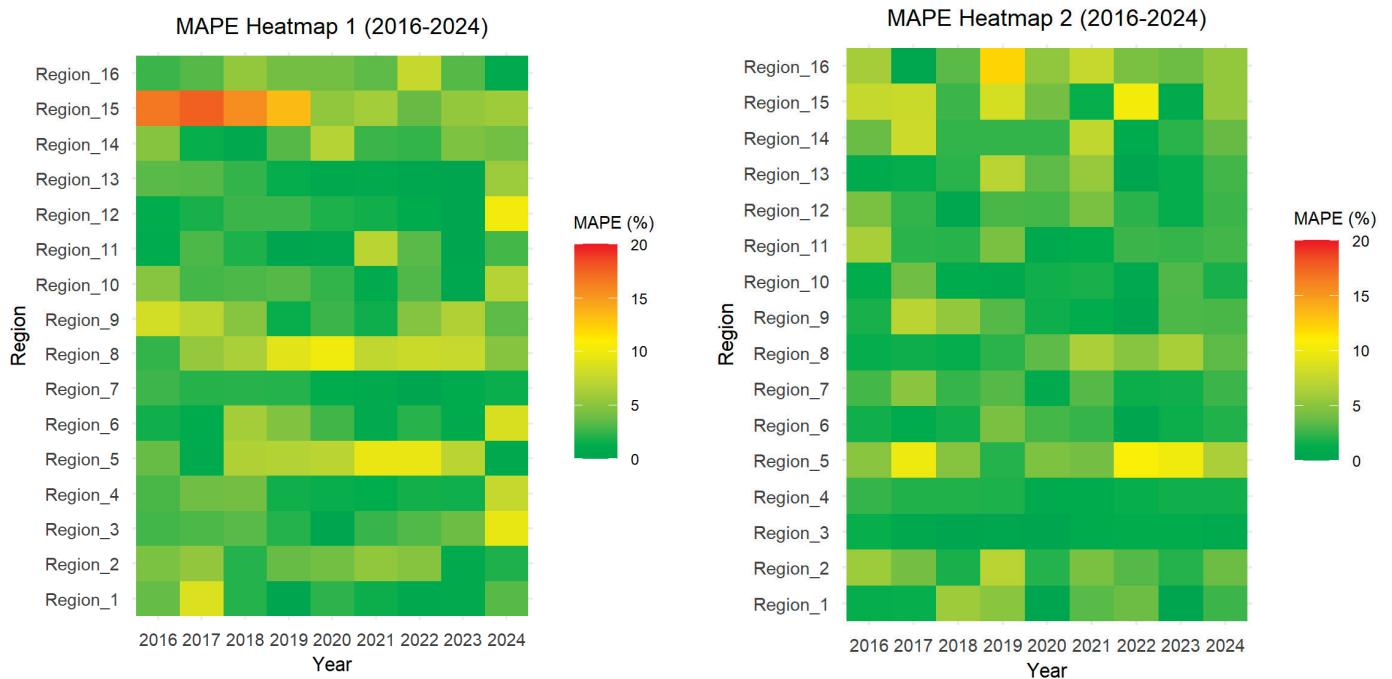 MAPE Heatmap 1 (2016-2024)
Region
Region_16
Region_15
Region_14
Region_13
Region_12
Region_11
Region_10
Region_9
Region_8
Region_7
Region_6
Region_5
Region_4
Region_3
Region_2
Region_1
2016 2017 2018 2019 2020 2021 2022 2023 2024
Year
MAPE (%)
20
15
10
5
0
MAPE Heatmap 2 (2016-2024)
Region
Region_16
Region_15
Region_14
Region_13
Region_12
Region_11
Region_10
Region_9
Region_8
Region_7
Region_6
Region_5
Region_4
Region_3
Region_2
Region_1
2016 2017 2018 2019 2020 2021 2022 2023 2024
Year
MAPE (%)
20
15
10
5
0